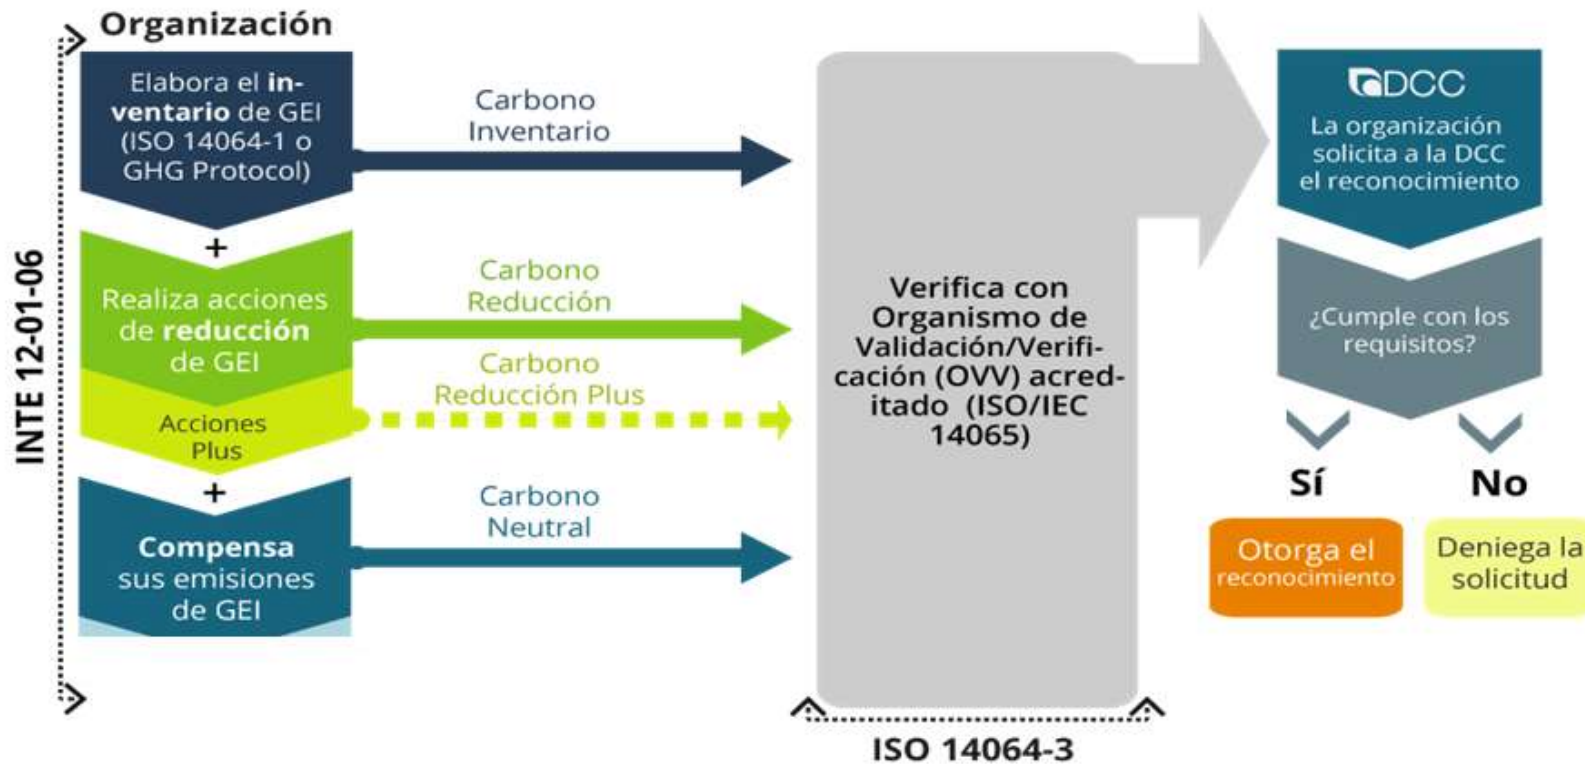 Organización
INTE 12-01-06
Elabora el in-
ventario de GEI
(ISO 14064-1 o
GHG Protocol)
Carbono
Inventario
+
Realiza acciones
de reducción
de GEI
Carbono
Reducción
Acciones
Plus
Carbono
Reducción Plus
+
Compensa
sus emisiones
de GEI
Carbono
Neutral
Verifica con
Organismo de
Validación/Verifi-
cación (OVV) acred-
itado (ISO/IEC
14065)
ISO 14064-3
DCC
La organización
solicita a la DCC
el reconocimiento
¿Cumple con los
requisitos?
Sí
No
Otorga el
reconocimiento
Deniega la
solicitud